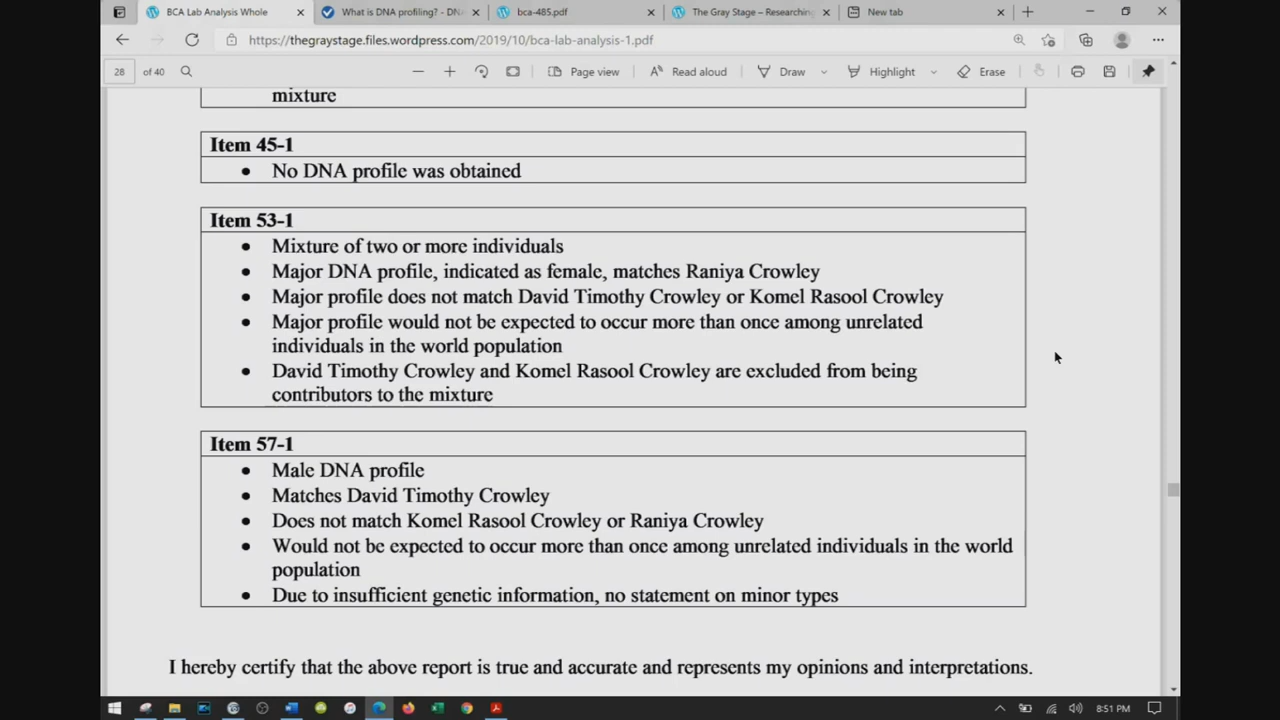 BCA Lab Analysis Whole
What is DNA profiling? - DNA
bca-485.pdf
The Gray Stage – Researching
New tab
https://thegraystage.files.wordpress.com/2019/10/bca-lab-analysis-1.pdf
28 of 40
Page view
Read aloud
Draw
Highlight
Erase
mixture
Item 45-1
• No DNA profile was obtained
Item 53-1
• Mixture of two or more individuals
• Major DNA profile, indicated as female, matches Raniya Crowley
• Major profile does not match David Timothy Crowley or Komel Rasool Crowley
• Major profile would not be expected to occur more than once among unrelated
individuals in the world population
• David Timothy Crowley and Komel Rasool Crowley are excluded from being
contributors to the mixture
Item 57-1
• Male DNA profile
• Matches David Timothy Crowley
• Does not match Komel Rasool Crowley or Raniya Crowley
• Would not be expected to occur more than once among unrelated individuals in the world
population
• Due to insufficient genetic information, no statement on minor types
I hereby certify that the above report is true and accurate and represents my opinions and interpretations.
8:51 PM